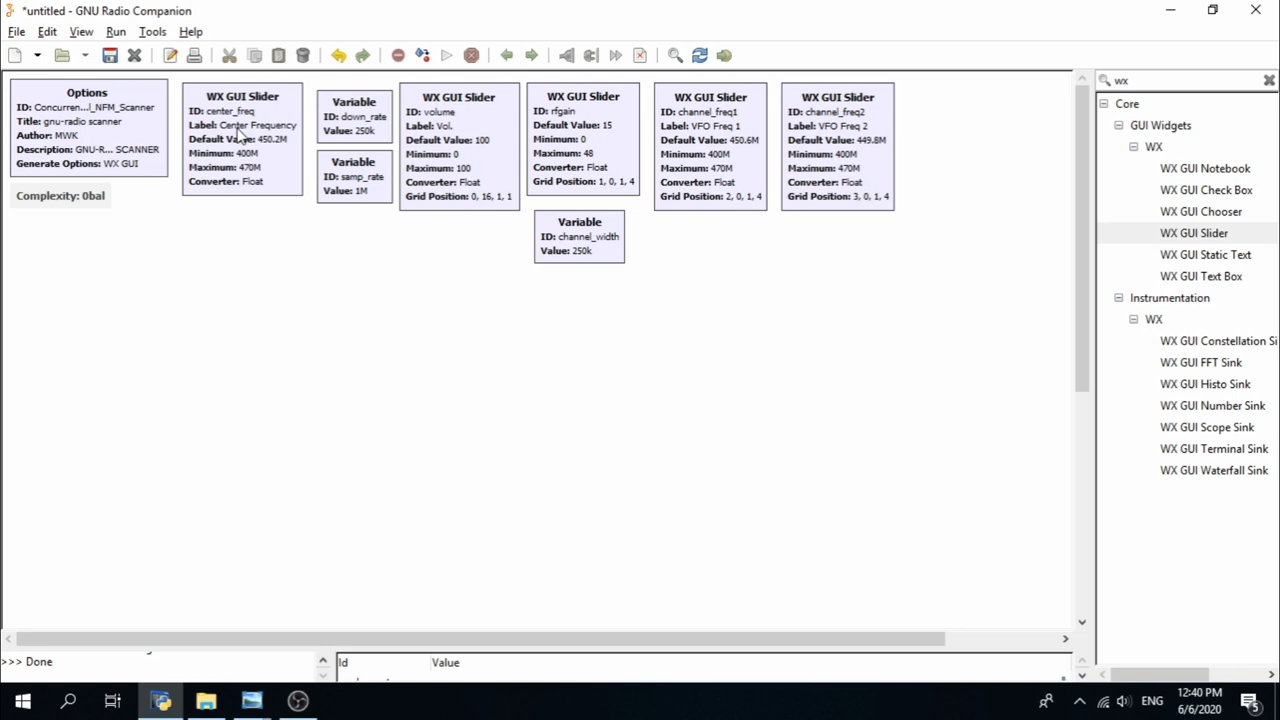 *untitled - GNU Radio Companion
File Edit View Run Tools Help
Options
ID: Concurren...l_NFM_Scanner
Title: gnu-radio scanner
Author: MWK
Description: GNU-R... SCANNER
Generate Options: WX GUI
Complexity: 0bal
WX GUI Slider
ID: center_freq
Label: Center Frequency
Default Value: 450.2M
Minimum: 400M
Maximum: 470M
Converter: Float
Variable
ID: down_rate
Value: 250k
Variable
ID: samp_rate
Value: 1M
WX GUI Slider
ID: volume
Label: Vol.
Default Value: 100
Minimum: 0
Maximum: 100
Converter: Float
Grid Position: 0, 16, 1, 1
WX GUI Slider
ID: rfgain
Default Value: 15
Minimum: 0
Maximum: 48
Converter: Float
Grid Position: 1, 0, 1, 4
Variable
ID: channel_width
Value: 250k
WX GUI Slider
ID: channel_freq1
Label: VFO Freq 1
Default Value: 450.6M
Minimum: 400M
Maximum: 470M
Converter: Float
Grid Position: 2, 0, 1, 4
WX GUI Slider
ID: channel_freq2
Label: VFO Freq 2
Default Value: 449.8M
Minimum: 400M
Maximum: 470M
Converter: Float
Grid Position: 3, 0, 1, 4
wx
Core
GUI Widgets
WX
WX GUI Notebook
WX GUI Check Box
WX GUI Chooser
WX GUI Slider
WX GUI Static Text
WX GUI Text Box
Instrumentation
WX
WX GUI Constellation Si
WX GUI FFT Sink
WX GUI Histo Sink
WX GUI Number Sink
WX GUI Scope Sink
WX GUI Terminal Sink
WX GUI Waterfall Sink
>>> Done
Id Value
ENG
12:40 PM
6/6/2020
5